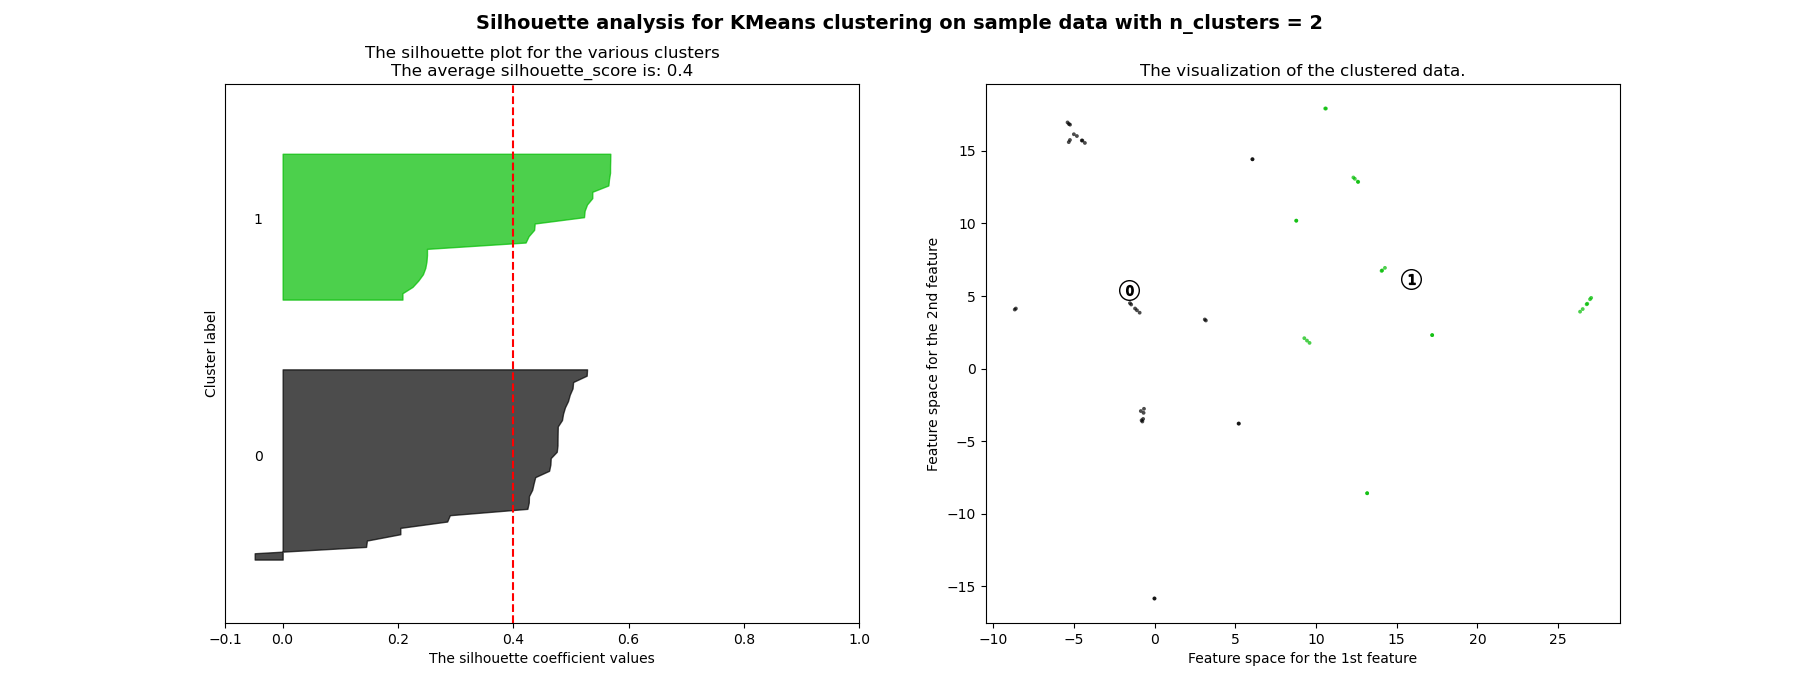 Silhouette analysis for KMeans clustering on sample data with n_clusters = 2
The silhouette plot for the various clusters
The average silhouette_score is: 0.4
1
0
Cluster label
−0.1 0.0 0.2 0.4 0.6 0.8 1.0
The silhouette coefficient values
The visualization of the clustered data.
15
10
5
0
−5
−10
−15
Feature space for the 2nd feature
0
1
−10 −5 0 5 10 15 20 25
Feature space for the 1st feature